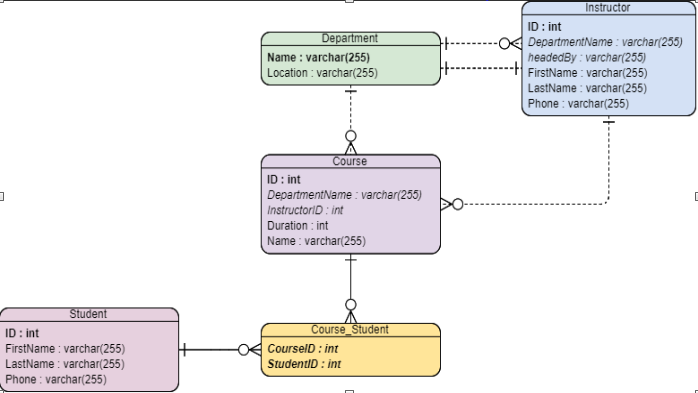 Instructor
ID : int
DepartmentName : varchar(255)
headedBy : varchar(255)
FirstName : varchar(255)
LastName : varchar(255)
Phone : varchar(255)
Department
Name : varchar(255)
Location : varchar(255)
Course
ID : int
DepartmentName : varchar(255)
InstructorID : int
Duration : int
Name : varchar(255)
Student
ID : int
FirstName : varchar(255)
LastName : varchar(255)
Phone : varchar(255)
Course_Student
CourseID : int
StudentID : int